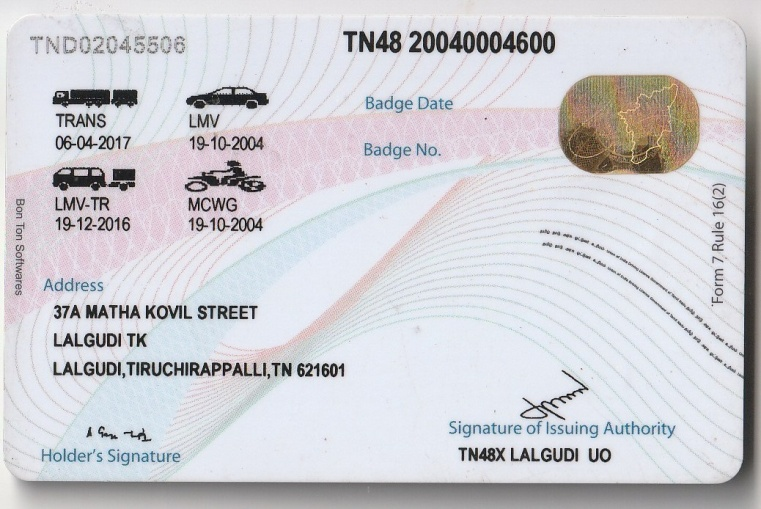 TND02045506
TN48 20040004600
TRANS
06-04-2017
LMV
19-10-2004
Badge Date
Badge No.
LMV-TR
19-12-2016
MCWG
19-10-2004
Bon Ton Softwares
'Form 7 Rule 16(2)
Address
37A MATHA KOVIL STREET
LALGUDI TK
LALGUDI,TIRUCHIRAPPALLI,TN 621601
Holder's Signature
Signature of Issuing Authority
TN48X LALGUDI UO